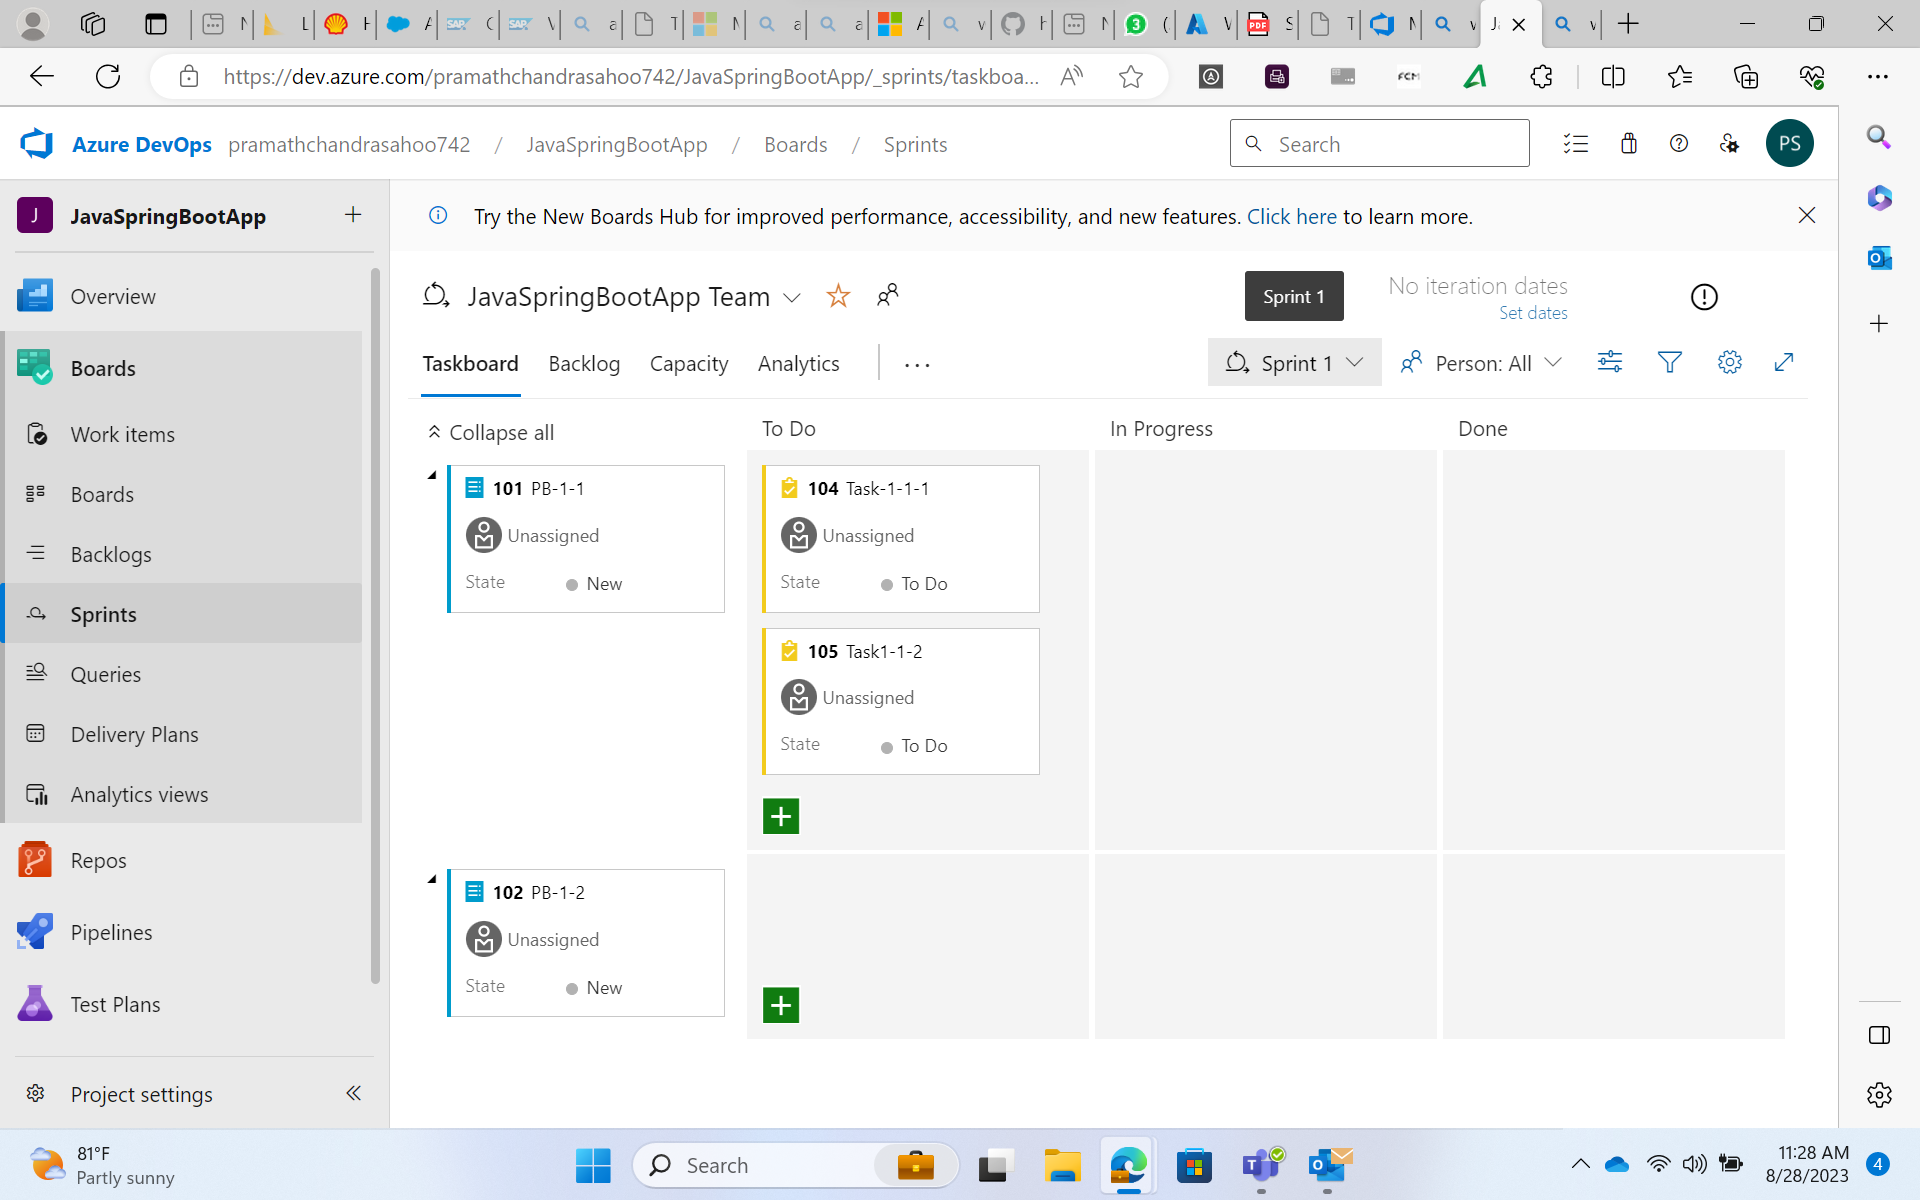 https://dev.azure.com/pramathchandrasahoo742/JavaSpringBootApp/_sprints/taskboa...
Azure DevOps pramathchandrasahoo742 / JavaSpringBootApp / Boards / Sprints
Search
PS
J JavaSpringBootApp
Try the New Boards Hub for improved performance, accessibility, and new features. Click here to learn more.
Overview
Boards
Work items
Boards
Backlogs
Sprints
Queries
Delivery Plans
Analytics views
Repos
Pipelines
Test Plans
Project settings
JavaSpringBootApp Team
Sprint 1
No iteration dates
Set dates
Taskboard Backlog Capacity Analytics
Sprint 1
Person: All
Collapse all
To Do
In Progress
Done
101 PB-1-1
Unassigned
State New
104 Task-1-1-1
Unassigned
State To Do
105 Task1-1-2
Unassigned
State To Do
102 PB-1-2
Unassigned
State New
81°F
Partly sunny
Search
11:28 AM
8/28/2023
4